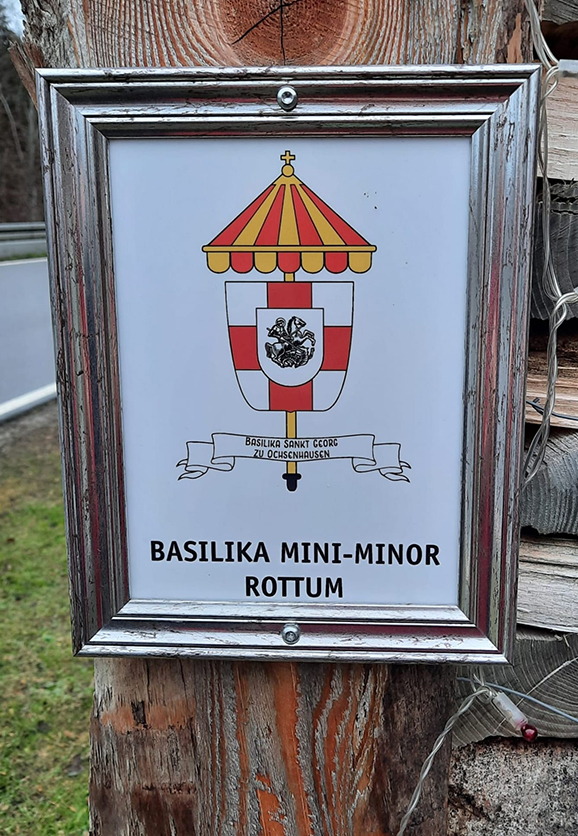 Basilika Sankt Georg
zu Ochsenhausen
BASILIKA MINI-MINOR
ROTTUM